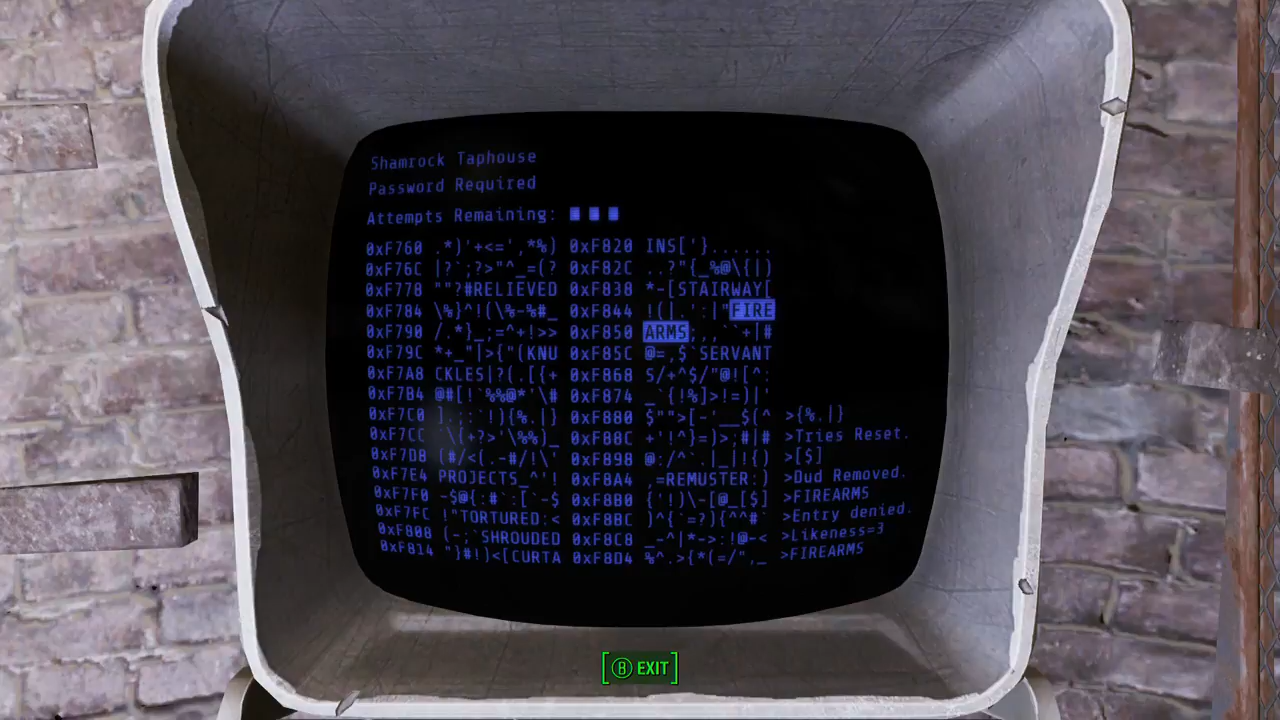 Shamrock Taphouse
Password Required
Attempts Remaining: ■ ■ ■
0xF760 .*)'+<=',*%) 0xF820 INS['}......
0xF76C |?`;?>"^_=(? 0xF82C ..?"{_%@\{|)
0xF778 ""?#RELIEVED 0xF838 *-[STAIRWAY[
0xF784 \%}^!(\%-%#_ 0xF844 !(|.':|"FIRE
0xF790 /.*}_;=^+!>> 0xF850 ARMS;,,``+|#
0xF79C *+_"|>{"(KNU 0xF85C @=,$`SERVANT
0xF7A8 CKLES|?(.[{+ 0xF868 S/+^$/"@![^:
0xF7B4 @#[!`%%@*'\# 0xF874 _`{!%]>!=)|'
0xF7C0 ].;:`!){%.|} 0xF880 $"">[-'__$(^ >{%.|}
0xF7CC `\(+?>'\%%)_ 0xF88C +'!^}=)>;#|# >Tries Reset.
0xF7D8 (#/<(.-#/!\' 0xF898 @:/^`.|_|!{) >[$]
0xF7E4 PROJECTS_^'! 0xF8A4 _=REMUSTER:) >Dud Removed.
0xF7F0 -$@{:#`:[`-$ 0xF8B0 {'!)\-[@_[$] >FIREARMS
0xF7FC !"TORTURED:< 0xF8BC )^{`=?){^^#` >Entry denied.
0xF808 (-;`SHROUDED 0xF8C8 _-^|*->:!@-< >Likeness=3
0xF814 "}#!)<[CURTA 0xF8D4 %^.>{*(=/",_ >FIREARMS
Ⓑ EXIT